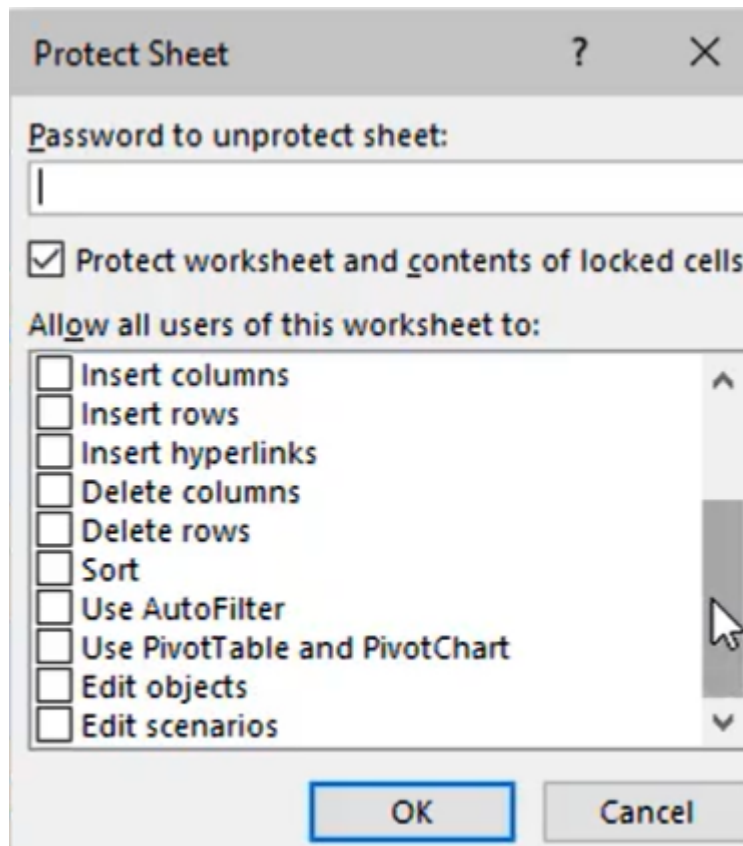 Protect Sheet ?
Password to unprotect sheet:
Protect worksheet and contents of locked cells
Allow all users of this worksheet to:
Insert columns
Insert rows
Insert hyperlinks
Delete columns
Delete rows
Sort
Use AutoFilter
Use PivotTable and PivotChart
Edit objects
Edit scenarios
OK Cancel